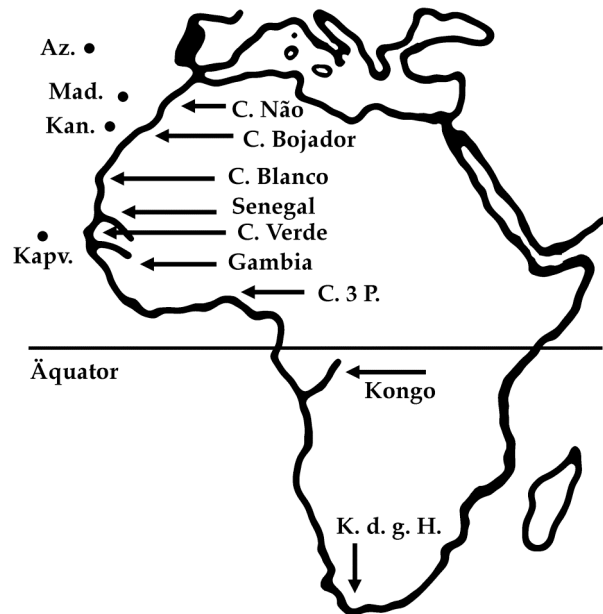 Az.
Mad.
C. Não
Kan.
C. Bojador
C. Blanco
Senegal
C. Verde
Kapv.
Gambia
C. 3 P.
Äquator
Kongo
K. d. g. H.